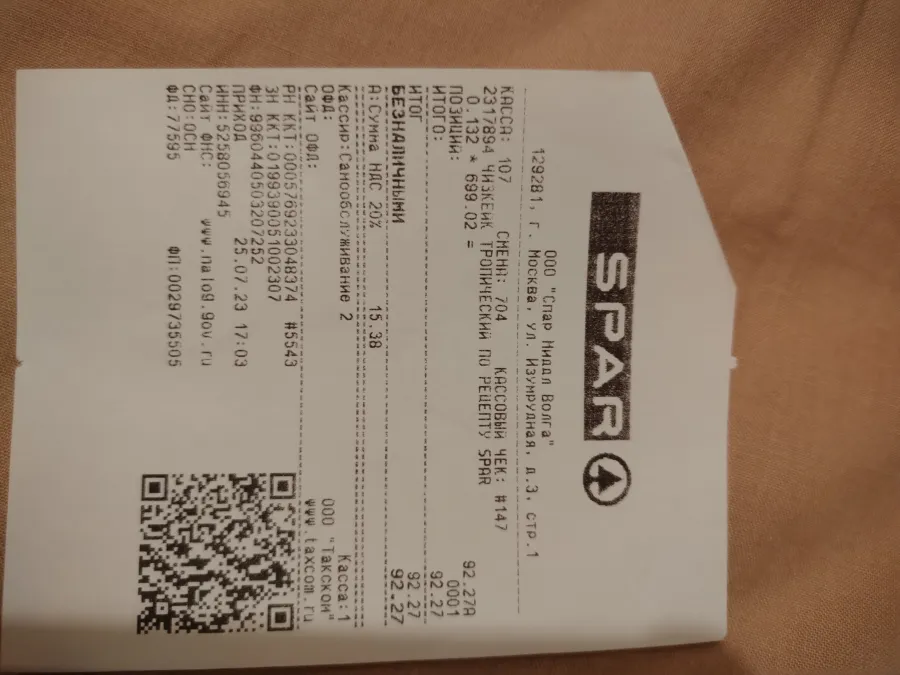 SPAR
ООО "Спар Миддл Волга"
129281, г. Москва, ул. Изумрудная, д.3, стр.1
КАССА: 107 СМЕНА: 704 КАССОВЫЙ ЧЕК: #147
2317894 ЧИЗКЕЙК ТРОПИЧЕСКИЙ ПО РЕЦЕПТУ SPAR
0.132 * 699.02 = 92.27А
ПОЗИЦИЙ: 0001
ИТОГО: 92.27
ИТОГ 92.27
БЕЗНАЛИЧНЫМИ 92.27
А:Сумма НДС 20% 15.38
Кассир:Самообслуживание 2 Касса:1
ОФД: ООО "Такском"
Сайт ОФД: www.taxcom.ru
РН ККТ:0005769233048374 #5543
ЗН ККТ:0199390051002307
ФН:9960440503207252
ПРИХОД 25.07.23 17:03
ИНН:5258056945
Сайт ФНС: www.nalog.gov.ru
СНО:ОСН
ФД:77595 ФП:0029735505